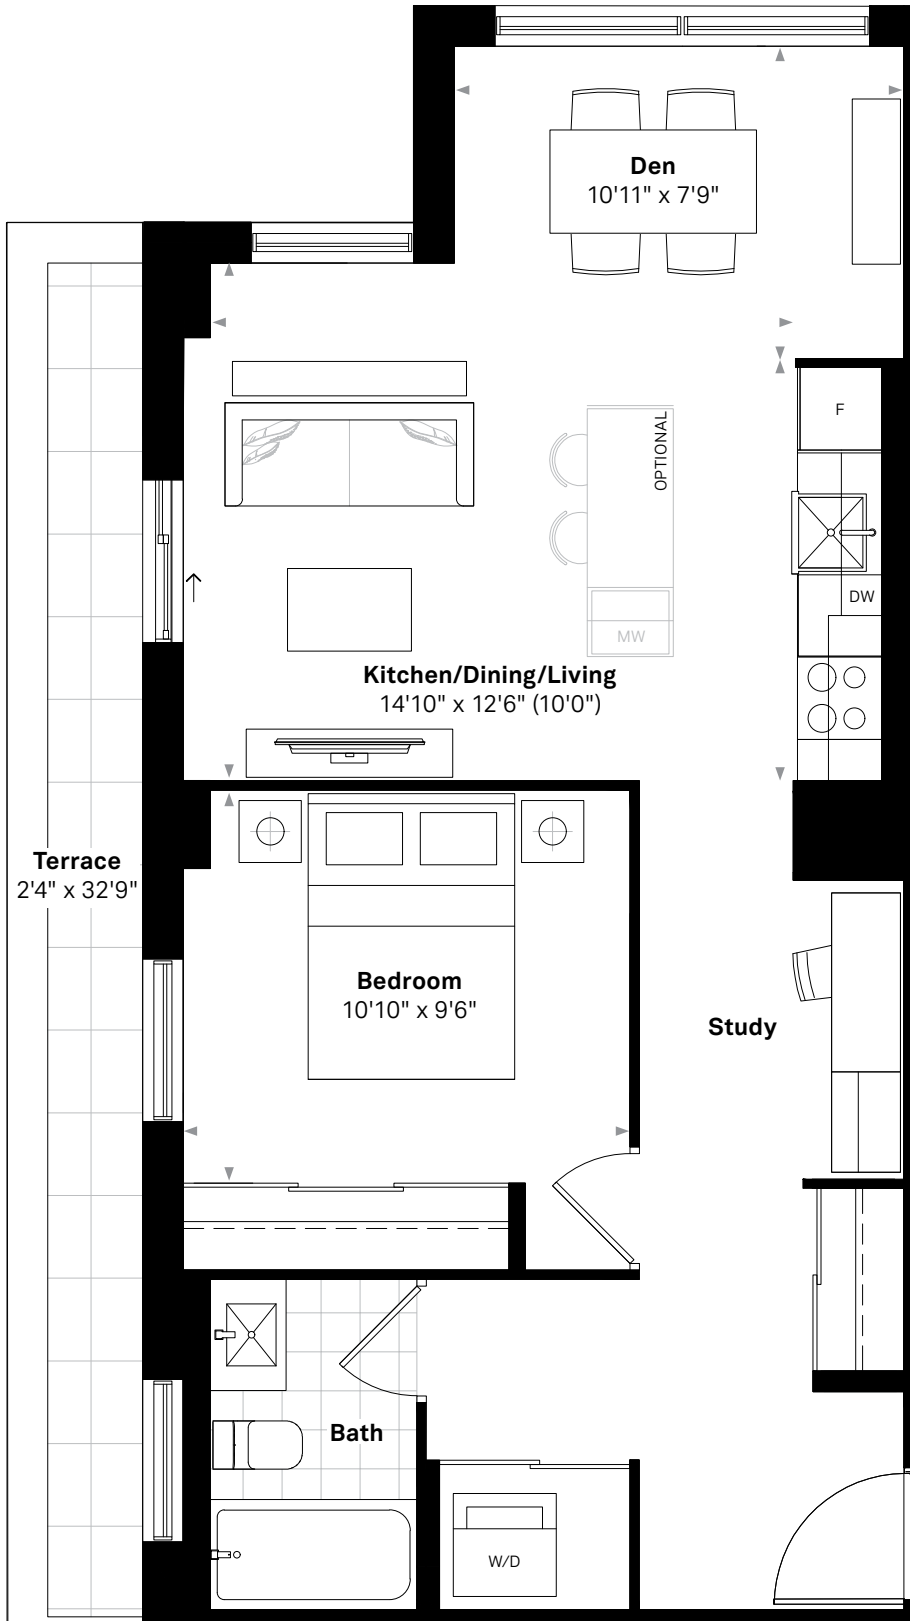 Den
10'11" x 7'9"
F
OPTIONAL
DW
MW
Kitchen/Dining/Living
14'10" x 12'6" (10'0")
Terrace
2'4" x 32'9"
Bedroom
10'10" x 9'6"
Study
Bath
W/D